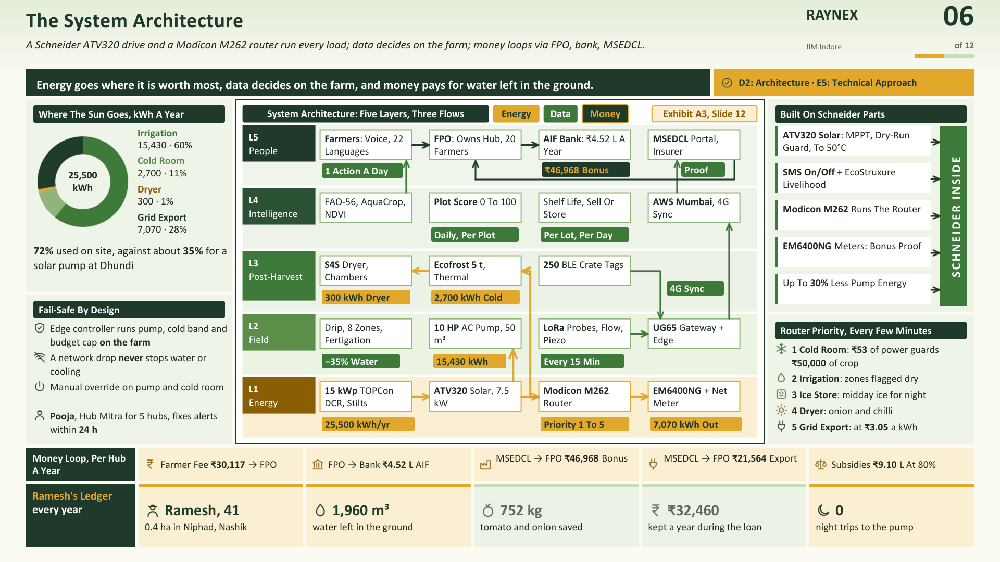 The System Architecture
A Schneider ATV320 drive and a Modicon M262 router run every load; data decides on the farm; money loops via FPO, bank, MSEDCL.
RAYNEX
IIM Indore
06
of 12
Energy goes where it is worth most, data decides on the farm, and money pays for water left in the ground.
D2: Architecture · E5: Technical Approach
Where The Sun Goes, kWh A Year
25,500
kWh
Irrigation
15,430 · 60%
Cold Room
2,700 · 11%
Dryer
300 · 1%
Grid Export
7,070 · 28%
72% used on site, against about 35% for a
solar pump at Dhundi
Fail-Safe By Design
Edge controller runs pump, cold band and
budget cap on the farm
A network drop never stops water or
cooling
Manual override on pump and cold room
Pooja, Hub Mitra for 5 hubs, fixes alerts
within 24 h
System Architecture: Five Layers, Three Flows
Energy
Data
Money
Exhibit A3, Slide 12
L5
People
Farmers: Voice, 22
Languages
FPO: Owns Hub, 20
Farmers
AIF Bank: ₹4.52 L A
Year
MSEDCL Portal,
Insurer
1 Action A Day
₹46,968 Bonus
Proof
L4
Intelligence
FAO-56, AquaCrop,
NDVI
Plot Score 0 To 100
Shelf Life, Sell Or
Store
AWS Mumbai, 4G
Sync
Daily, Per Plot
Per Lot, Per Day
L3
Post-Harvest
S4S Dryer,
Chambers
Ecofrost 5 t,
Thermal
250 BLE Crate Tags
4G Sync
300 kWh Dryer
2,700 kWh Cold
L2
Field
Drip, 8 Zones,
Fertigation
10 HP AC Pump, 50
m³
LoRa Probes, Flow,
Piezo
UG65 Gateway +
Edge
−35% Water
15,430 kWh
Every 15 Min
L1
Energy
15 kWp TOPCon
DCR, Stilts
ATV320 Solar, 7.5
kW
Modicon M262
Router
EM6400NG + Net
Meter
25,500 kWh/yr
Priority 1 To 5
7,070 kWh Out
Built On Schneider Parts
ATV320 Solar: MPPT, Dry-Run
Guard, To 50°C
SMS On/Off + EcoStruxure
Livelihood
Modicon M262 Runs The Router
EM6400NG Meters: Bonus Proof
Up To 30% Less Pump Energy
SCHNEIDER INSIDE
Router Priority, Every Few Minutes
1 Cold Room: ₹53 of power guards
₹50,000 of crop
2 Irrigation: zones flagged dry
3 Ice Store: midday ice for night
4 Dryer: onion and chilli
5 Grid Export: at ₹3.05 a kWh
Money Loop, Per Hub
A Year
Farmer Fee ₹30,117 → FPO
FPO → Bank ₹4.52 L AIF
MSEDCL → FPO ₹46,968 Bonus
MSEDCL → FPO ₹21,564 Export
Subsidies ₹9.10 L At 80%
Ramesh's Ledger
every year
Ramesh, 41
0.4 ha in Niphad, Nashik
1,960 m³
water left in the ground
752 kg
tomato and onion saved
₹32,460
kept a year during the loan
0
night trips to the pump